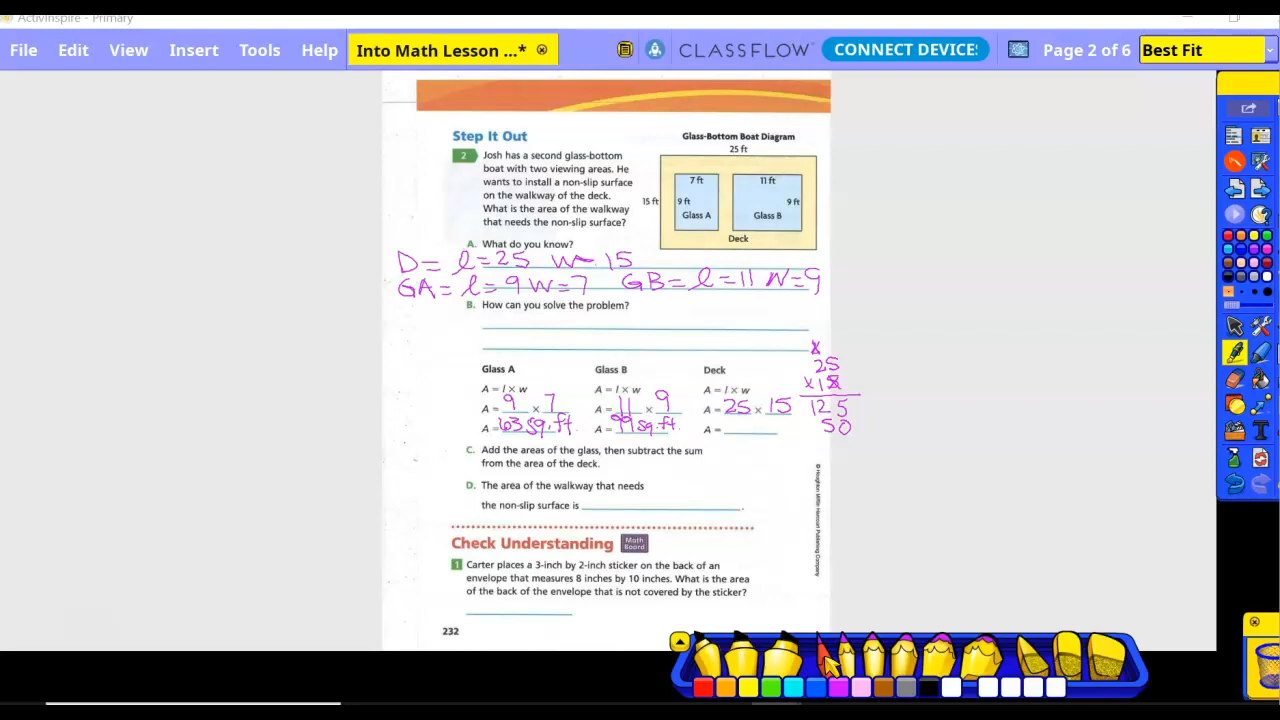 ActivInspire - Primary
File Edit View Insert Tools Help Into Math Lesson ...* CLASSFLOW CONNECT DEVICES Page 2 of 6 Best Fit
Step It Out
2 Josh has a second glass-bottom
boat with two viewing areas. He
wants to install a non-slip surface
on the walkway of the deck.
What is the area of the walkway
that needs the non-slip surface?
Glass-Bottom Boat Diagram
25 ft
7 ft 11 ft
15 ft 9 ft 9 ft
Glass A Glass B
Deck
A. What do you know?
D = l = 25 W = 15
GA = l = 9 W = 7 GB = l = 11 W = 9
B. How can you solve the problem?
Glass A Glass B Deck
A = l × w A = l × w A = l × w
A = 9 × 7 A = 11 × 9 A = 25 × 15
A = 63 sq. ft. A = 99 sq. ft. A =
25
× 15
125
50
C. Add the areas of the glass, then subtract the sum
from the area of the deck.
D. The area of the walkway that needs
the non-slip surface is .
© Houghton Mifflin Harcourt Publishing Company
Check Understanding Math Board
1 Carter places a 3-inch by 2-inch sticker on the back of an
envelope that measures 8 inches by 10 inches. What is the area
of the back of the envelope that is not covered by the sticker?
232